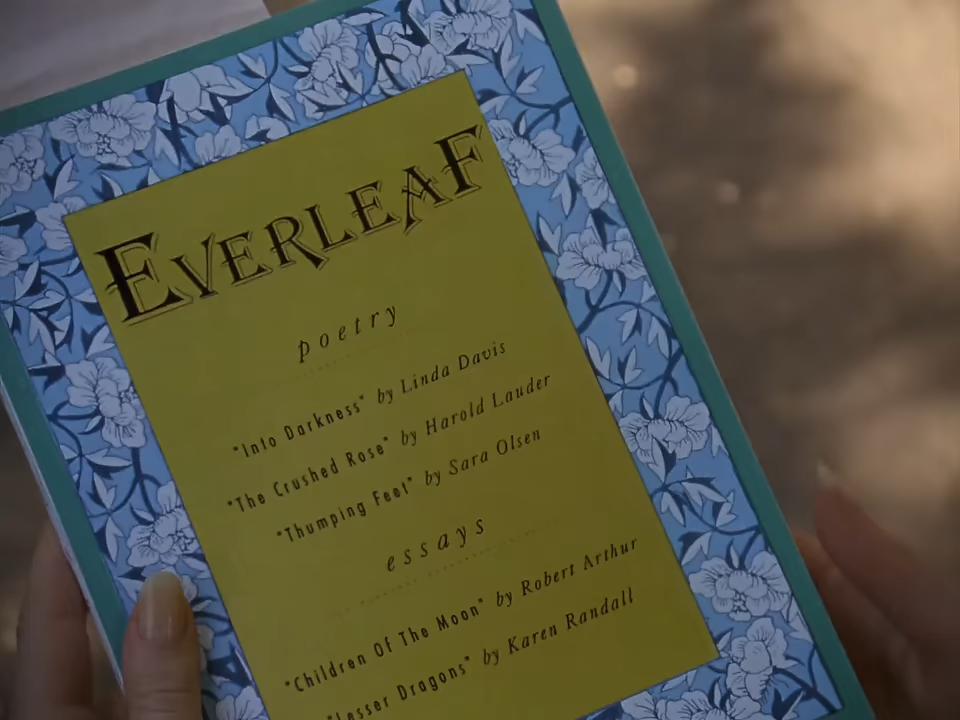 EVERLEAF
poetry
"Into Darkness" by Linda Davis
"The Crushed Rose" by Harold Lauder
"Thumping Feet" by Sara Olsen
essays
"Children Of The Moon" by Robert Arthur
"Lesser Dragons" by Karen Randall